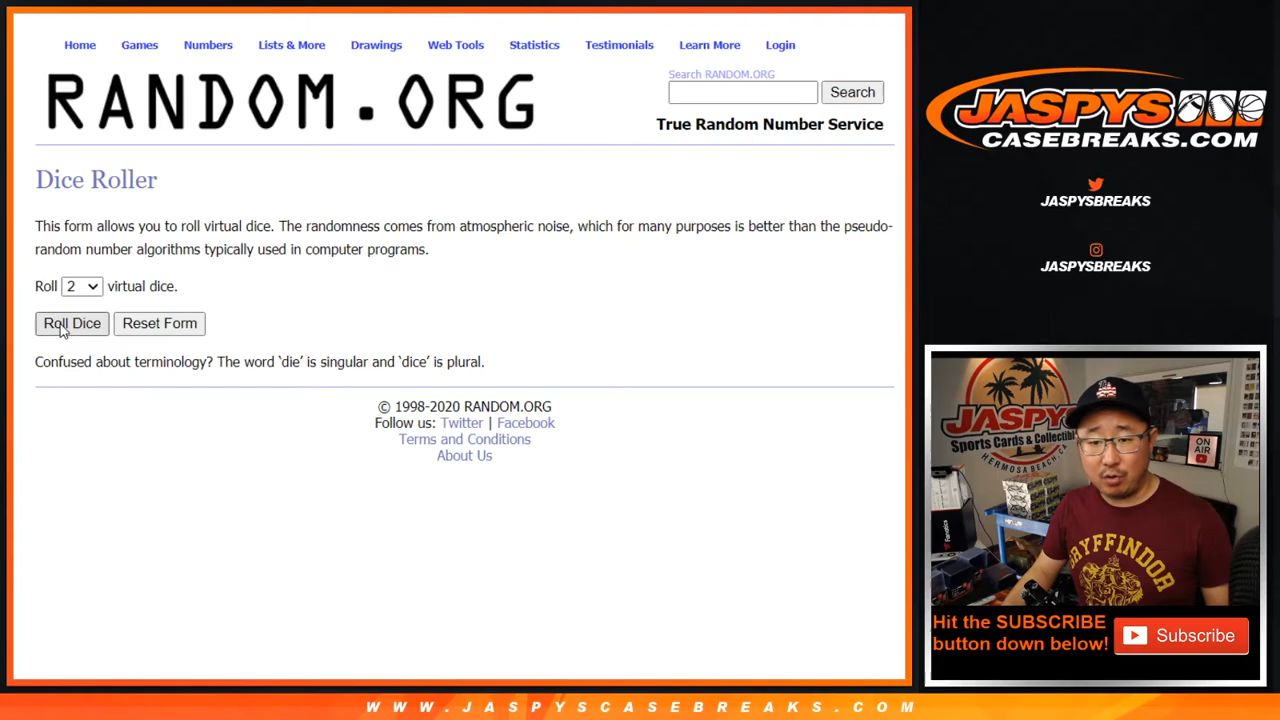 Home Games Numbers Lists & More Drawings Web Tools Statistics Testimonials Learn More Login
RANDOM.ORG
Search RANDOM.ORG
Search
True Random Number Service
Dice Roller
This form allows you to roll virtual dice. The randomness comes from atmospheric noise, which for many purposes is better than the pseudo-
random number algorithms typically used in computer programs.
Roll 2 virtual dice.
Roll Dice Reset Form
Confused about terminology? The word ‘die’ is singular and ‘dice’ is plural.
© 1998-2020 RANDOM.ORG
Follow us: Twitter | Facebook
Terms and Conditions
About Us
JASPYS
CASEBREAKS.COM
JASPYSBREAKS
JASPYSBREAKS
JASPYS
Sports Cards & Collectibles
HERMOSA BEACH, CA
ON
AIR
Fanatics
GRYFFINDOR
Hit the SUBSCRIBE
button down below!
Subscribe
WWW.JASPYSCASEBREAKS.COM